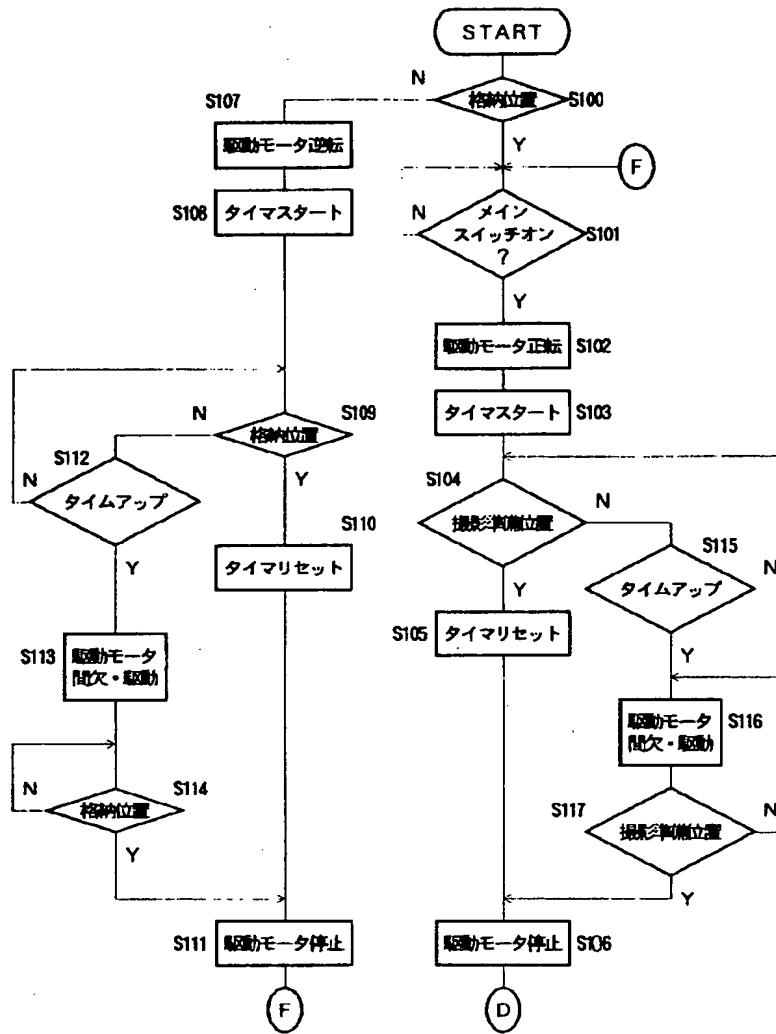 START
N
格納位置
S100
S107
Y
駆動モータ逆転
F
S108
タイマスタート
N
メイン
スイッチオン
?
S101
Y
駆動モータ正転
S102
タイマスタート
S103
N
格納位置
S109
S112
N
タイムアップ
Y
S104
撮影準備位置
N
S110
タイマリセット
Y
S115
タイムアップ
N
Y
S105
タイマリセット
Y
S113
駆動モータ
間欠・駆動
駆動モータ
間欠・駆動
S116
N
格納位置
S114
Y
S117
撮影準備位置
N
Y
S111
駆動モータ停止
駆動モータ停止
S106
F
D